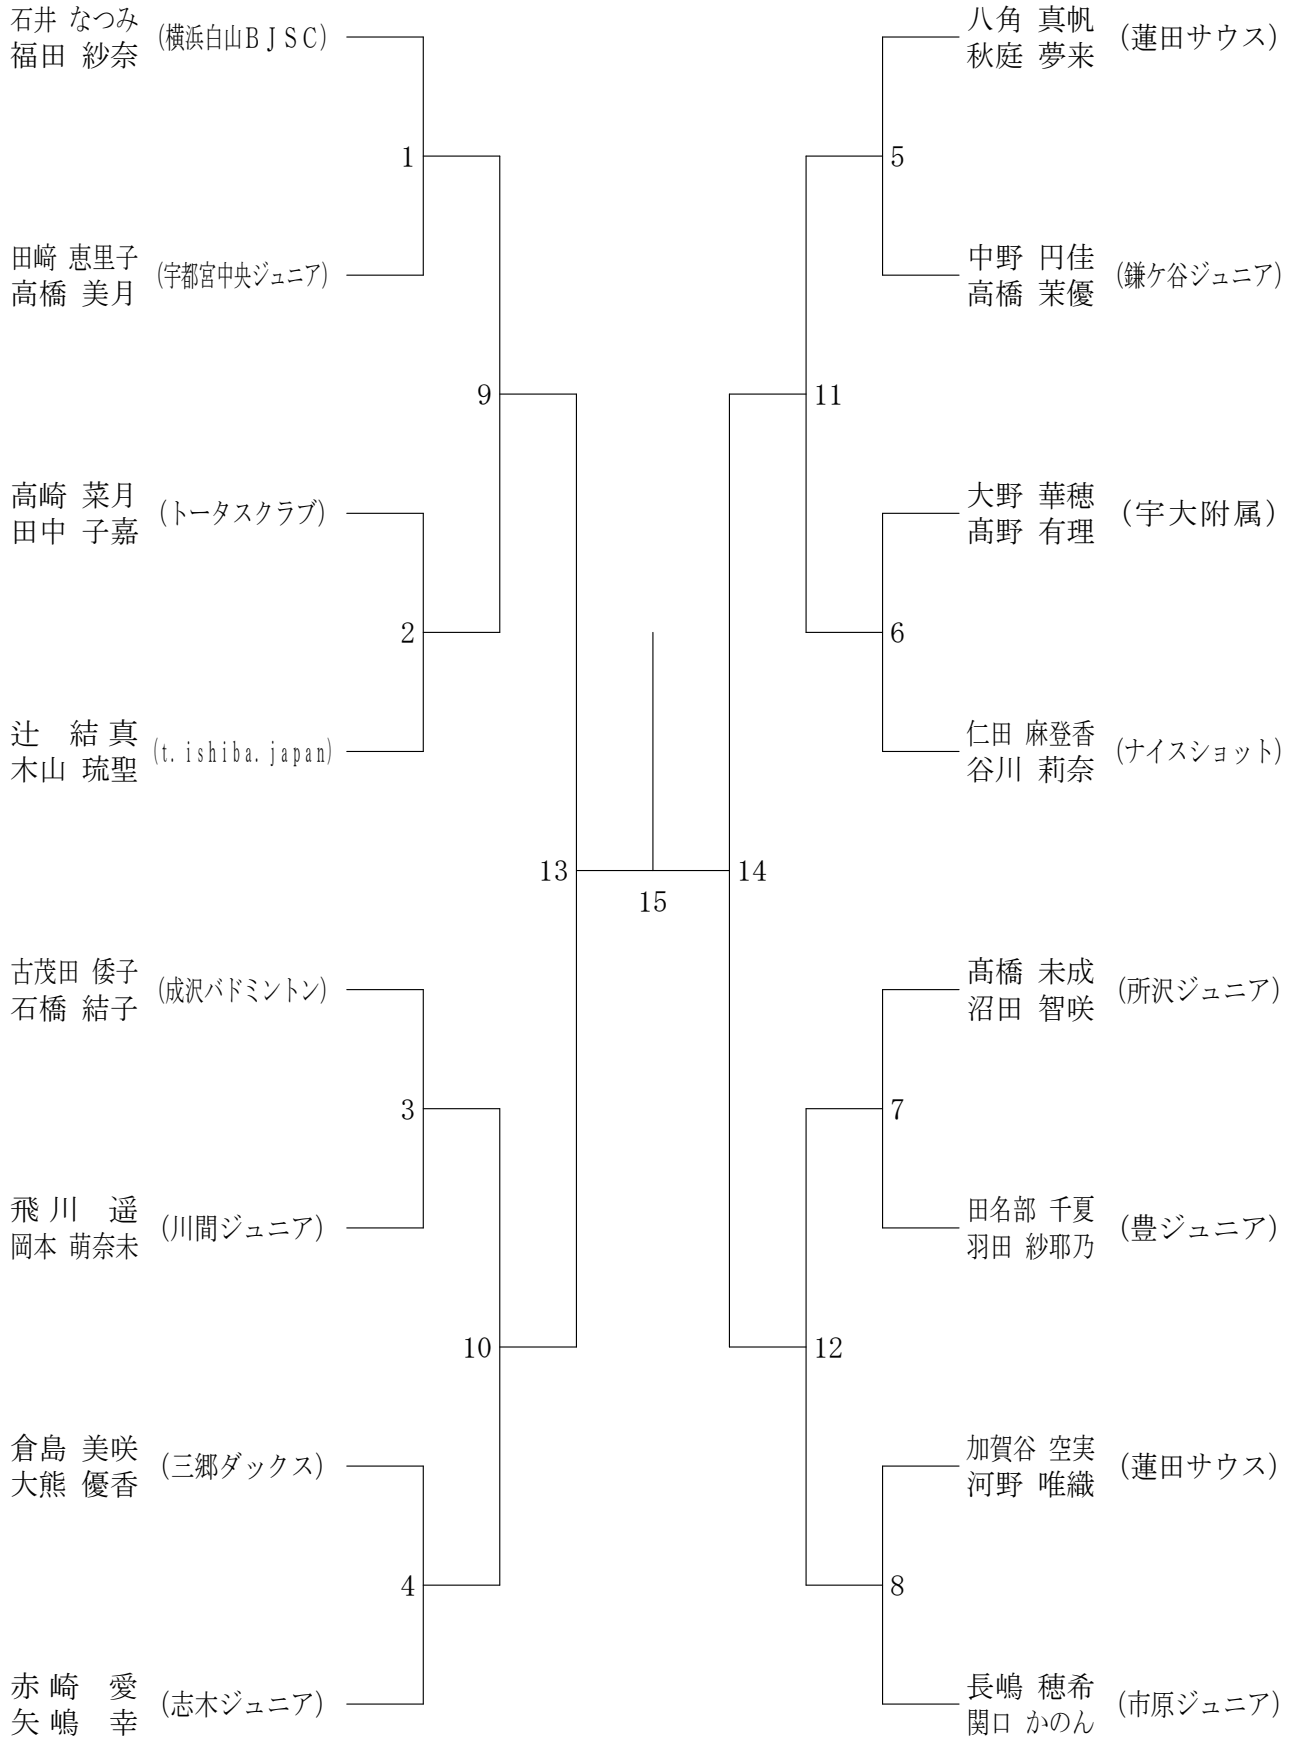 石井 なつみ
福田 紗奈
(横浜白山ＢＪＳＣ)
1
田﨑 恵里子
高橋 美月
(宇都宮中央ジュニア)
9
高崎 菜月
田中 子嘉
(トータスクラブ)
2
辻 結真
木山 琉聖
(t.ishiba.japan)
13
古茂田 倭子
石橋 結子
(成沢バドミントン)
3
飛川 遥
岡本 萌奈未
(川間ジュニア)
10
倉島 美咲
大熊 優香
(三郷ダックス)
4
赤崎 愛
矢嶋 幸
(志木ジュニア)
15
八角 真帆
秋庭 夢来
(蓮田サウス)
5
中野 円佳
高橋 茉優
(鎌ケ谷ジュニア)
11
大野 華穂
髙野 有理
(宇大附属)
6
仁田 麻登香
谷川 莉奈
(ナイスショット)
14
髙橋 未成
沼田 智咲
(所沢ジュニア)
7
田名部 千夏
羽田 紗耶乃
(豊ジュニア)
12
加賀谷 空実
河野 唯織
(蓮田サウス)
8
長嶋 穂希
関口 かのん
(市原ジュニア)